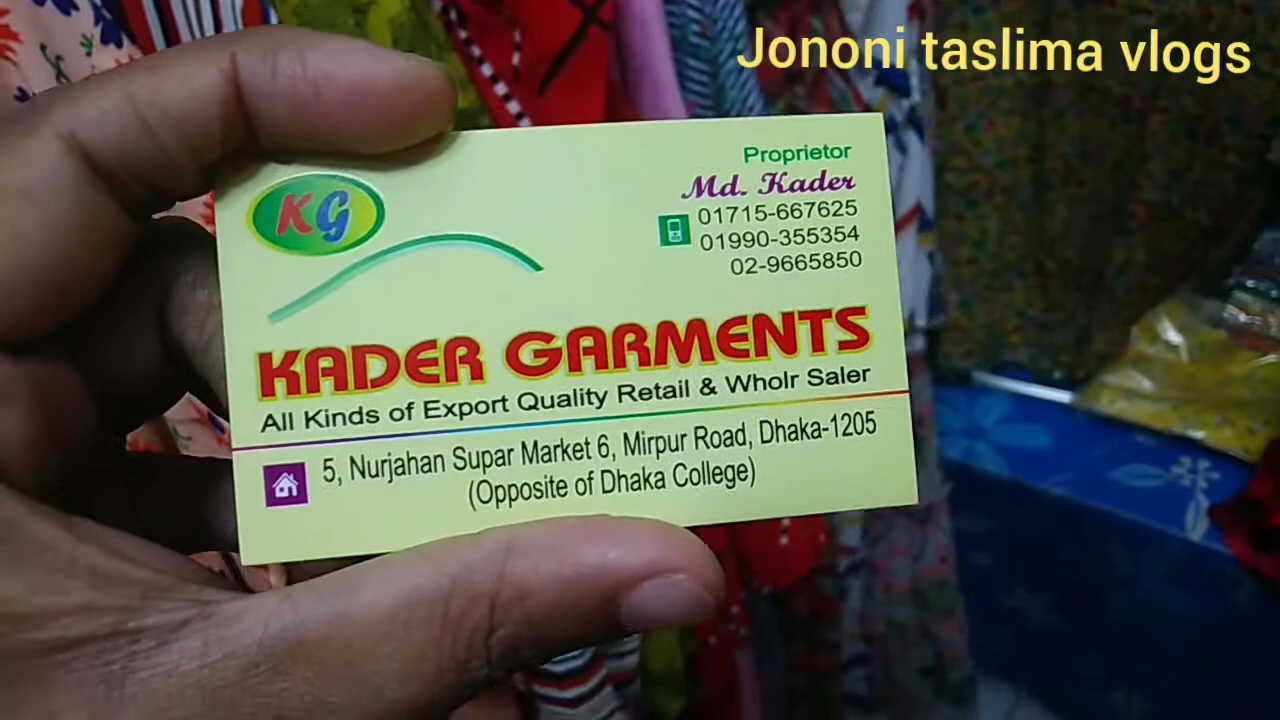 Jononi taslima vlogs
KG
Proprietor
Md. Kader
01715-667625
01990-355354
02-9665850
KADER GARMENTS
All Kinds of Export Quality Retail & Wholr Saler
5, Nurjahan Supar Market 6, Mirpur Road, Dhaka-1205
(Opposite of Dhaka College)